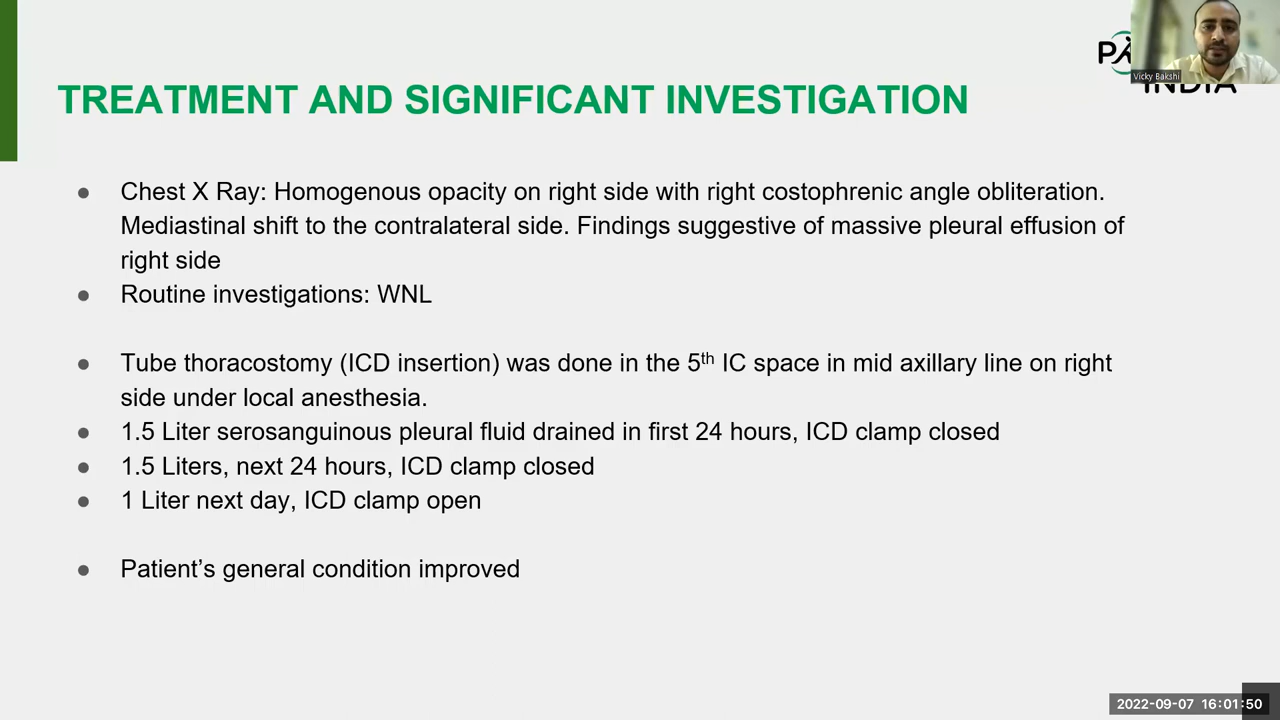 TREATMENT AND SIGNIFICANT INVESTIGATION
PA
INDIA
Vicky Bakshi
● Chest X Ray: Homogenous opacity on right side with right costophrenic angle obliteration.
Mediastinal shift to the contralateral side. Findings suggestive of massive pleural effusion of
right side
● Routine investigations: WNL
● Tube thoracostomy (ICD insertion) was done in the 5th IC space in mid axillary line on right
side under local anesthesia.
● 1.5 Liter serosanguinous pleural fluid drained in first 24 hours, ICD clamp closed
● 1.5 Liters, next 24 hours, ICD clamp closed
● 1 Liter next day, ICD clamp open
● Patient’s general condition improved
2022-09-07 16:01:50